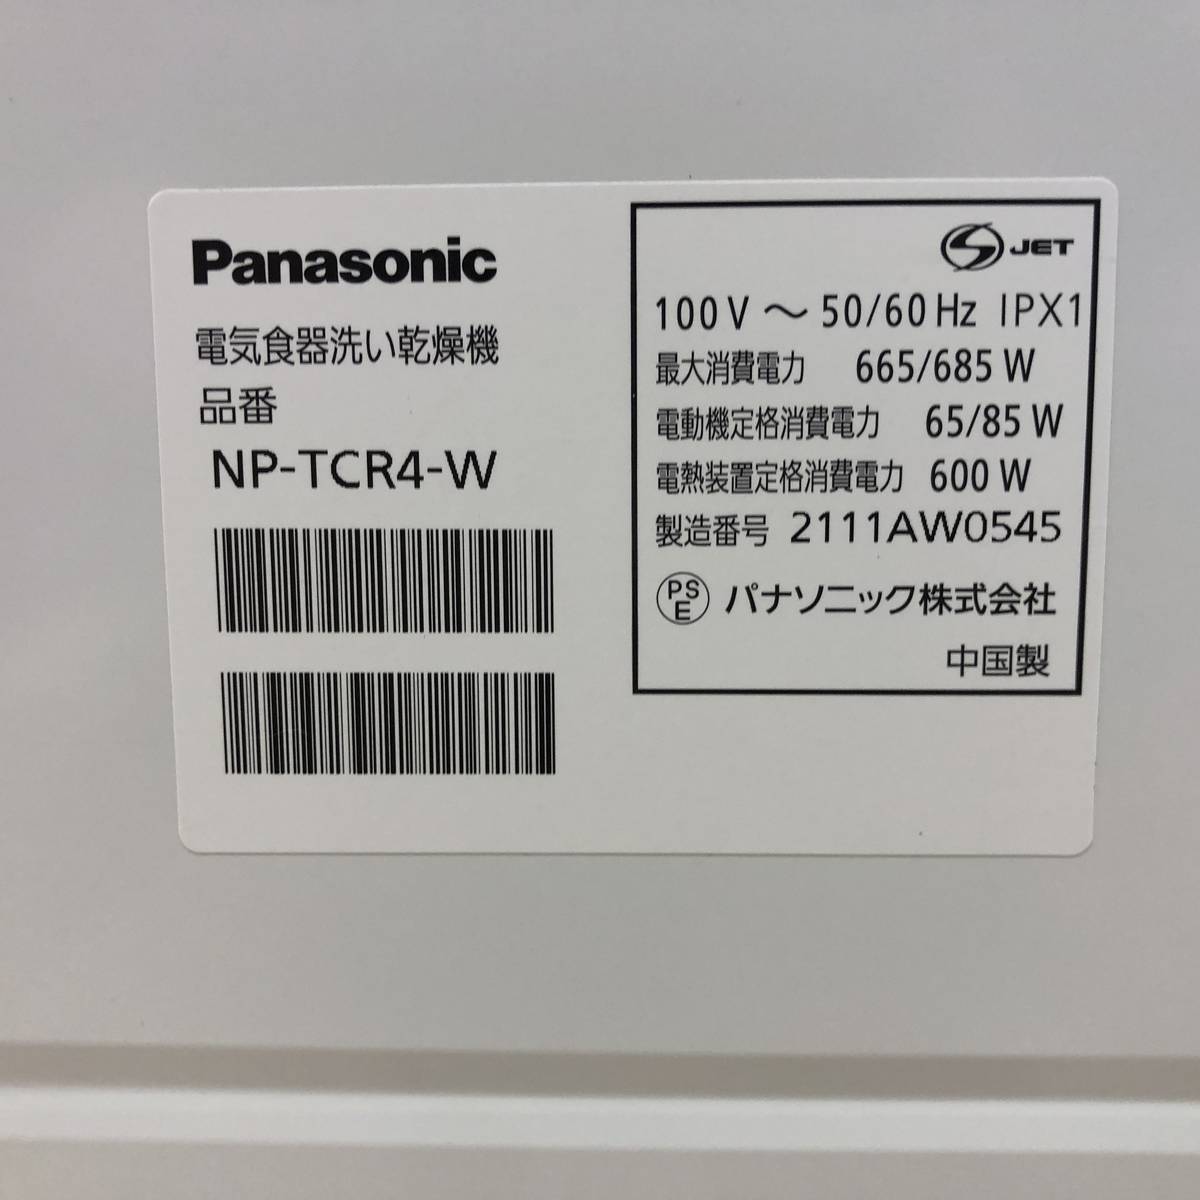 Panasonic
電気食器洗い乾燥機
品番
NP-TCR4-W
JET
100V ～ 50/60Hz IPX1
最大消費電力 665/685W
電動機定格消費電力 65/85W
電熱装置定格消費電力 600W
製造番号 2111AW0545
PS
E
パナソニック株式会社
中国製